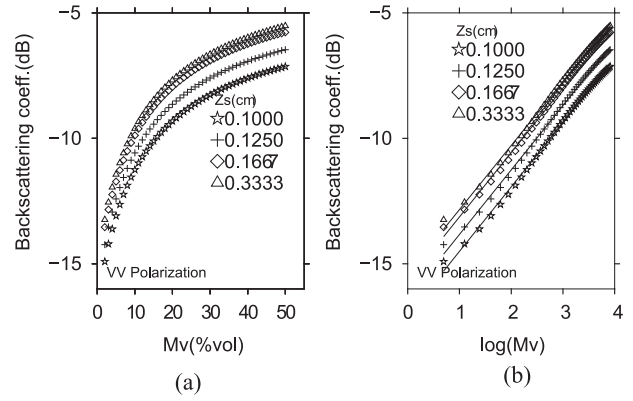 Backscattering coeff.(dB)
−5
−10
−15
Zs(cm)
0.1000
0.1250
0.1667
0.3333
VV Polarization
0 10 20 30 40 50
Mv(%vol)
(a)
Backscattering coeff.(dB)
−5
−10
−15
Zs(cm)
0.1000
0.1250
0.1667
0.3333
VV Polarization
0 1 2 3 4
log(Mv)
(b)